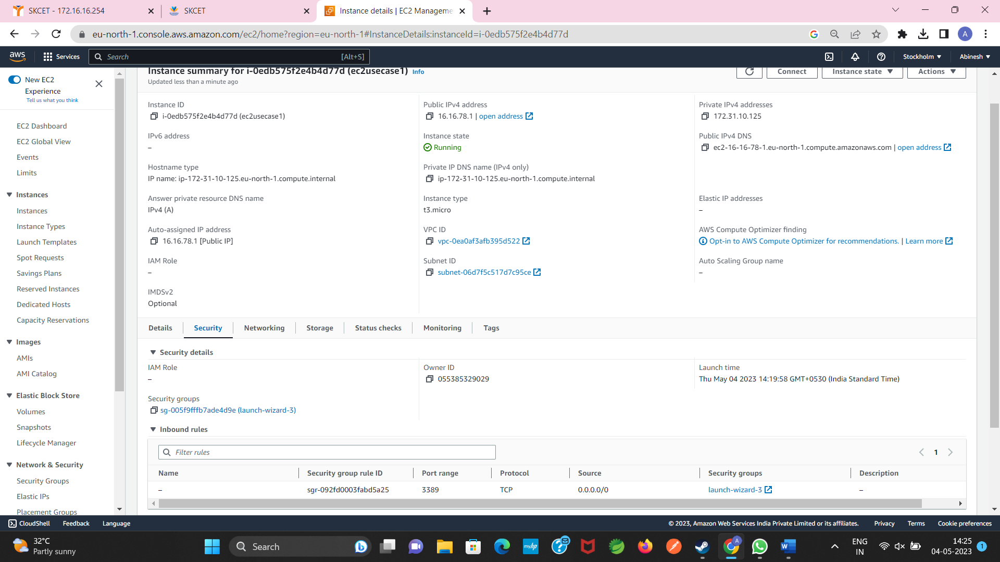 SKCET - 172.16.16.254
SKCET
Instance details | EC2 Manageme
eu-north-1.console.aws.amazon.com/ec2/home?region=eu-north-1#InstanceDetails:instanceId=i-0edb575f2e4b4d77d
A
aws
Services
Search
[Alt+S]
Stockholm
Abinesh
New EC2
Experience
Tell us what you think
EC2 Dashboard
EC2 Global View
Events
Limits
Instances
Instances
Instance Types
Launch Templates
Spot Requests
Savings Plans
Reserved Instances
Dedicated Hosts
Capacity Reservations
Images
AMIs
AMI Catalog
Elastic Block Store
Volumes
Snapshots
Lifecycle Manager
Network & Security
Security Groups
Elastic IPs
Placement Groups
Instance summary for i-0edb575f2e4b4d77d (ec2usecase1) Info
Updated less than a minute ago
Connect
Instance state
Actions
Instance ID
i-0edb575f2e4b4d77d (ec2usecase1)
Public IPv4 address
16.16.78.1 | open address
Private IPv4 addresses
172.31.10.125
IPv6 address
–
Instance state
Running
Public IPv4 DNS
ec2-16-16-78-1.eu-north-1.compute.amazonaws.com | open address
Hostname type
IP name: ip-172-31-10-125.eu-north-1.compute.internal
Private IP DNS name (IPv4 only)
ip-172-31-10-125.eu-north-1.compute.internal
Answer private resource DNS name
IPv4 (A)
Instance type
t3.micro
Elastic IP addresses
–
Auto-assigned IP address
16.16.78.1 [Public IP]
VPC ID
vpc-0ea0af3afb395d522
AWS Compute Optimizer finding
Opt-in to AWS Compute Optimizer for recommendations. | Learn more
IAM Role
–
Subnet ID
subnet-06d7f5c517d7c95ce
Auto Scaling Group name
–
IMDSv2
Optional
Details
Security
Networking
Storage
Status checks
Monitoring
Tags
Security details
IAM Role
–
Owner ID
055385329029
Launch time
Thu May 04 2023 14:19:58 GMT+0530 (India Standard Time)
Security groups
sg-005f9fffb7ade4d9e (launch-wizard-3)
Inbound rules
Filter rules
1
Name
Security group rule ID
Port range
Protocol
Source
Security groups
Description
–
sgr-092fd0003fabd5a25
3389
TCP
0.0.0.0/0
launch-wizard-3
–
CloudShell
Feedback
Language
© 2023, Amazon Web Services India Private Limited or its affiliates.
Privacy
Terms
Cookie preferences
32°C
Partly sunny
Search
myhp
A
ENG
IN
14:25
04-05-2023
1